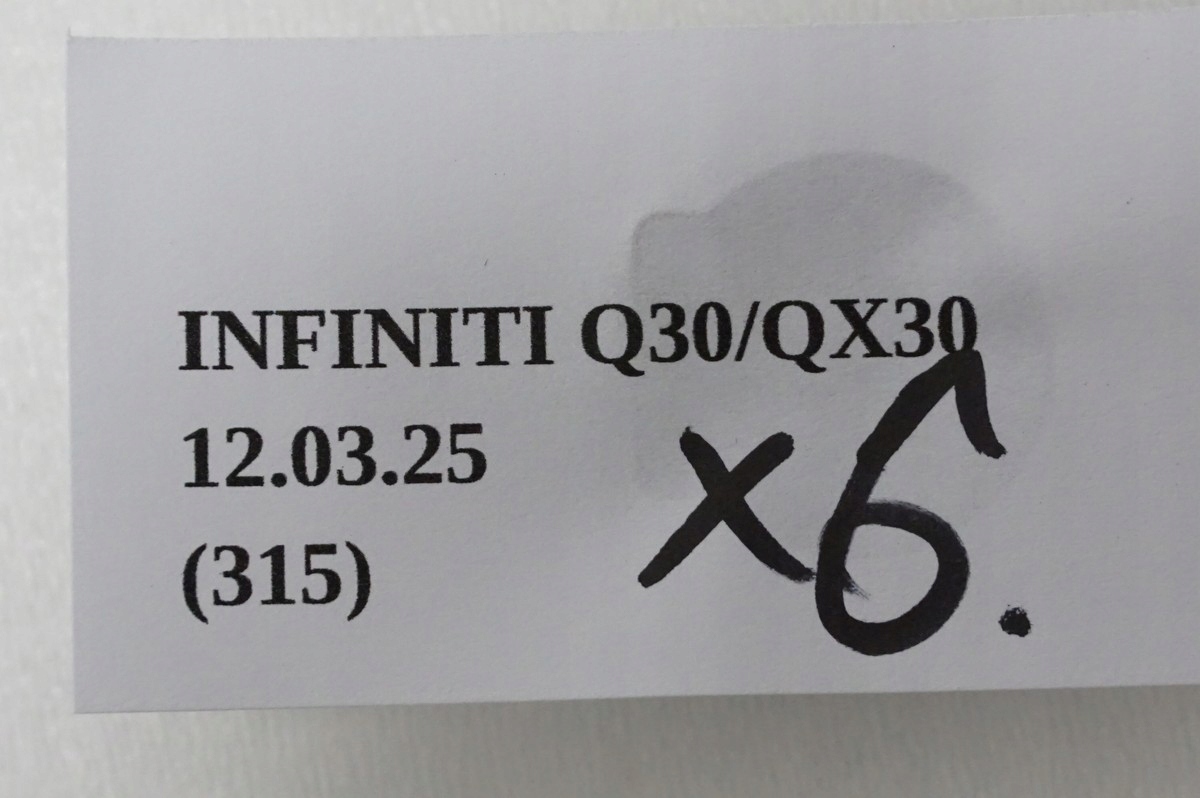 INFINITI Q30/QX30
12.03.25
(315)
x6.